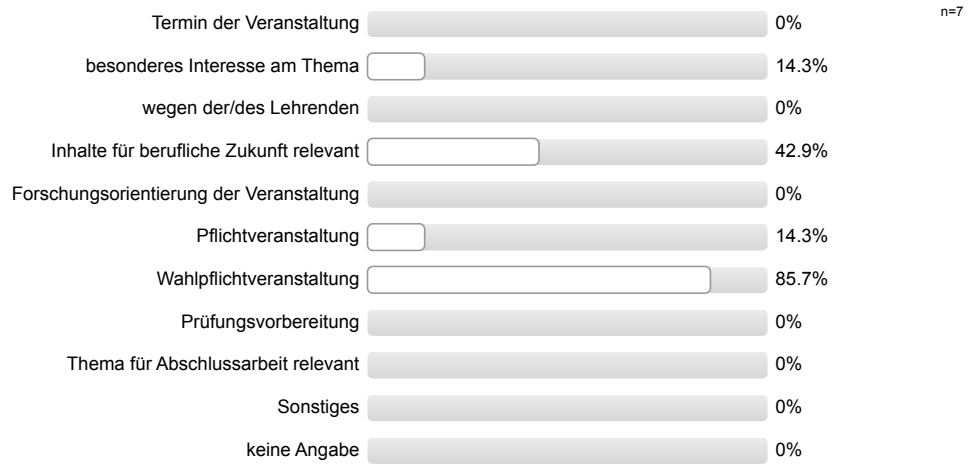 n=7
Termin der Veranstaltung 0%
besonderes Interesse am Thema 14.3%
wegen der/des Lehrenden 0%
Inhalte für berufliche Zukunft relevant 42.9%
Forschungsorientierung der Veranstaltung 0%
Pflichtveranstaltung 14.3%
Wahlpflichtveranstaltung 85.7%
Prüfungsvorbereitung 0%
Thema für Abschlussarbeit relevant 0%
Sonstiges 0%
keine Angabe 0%